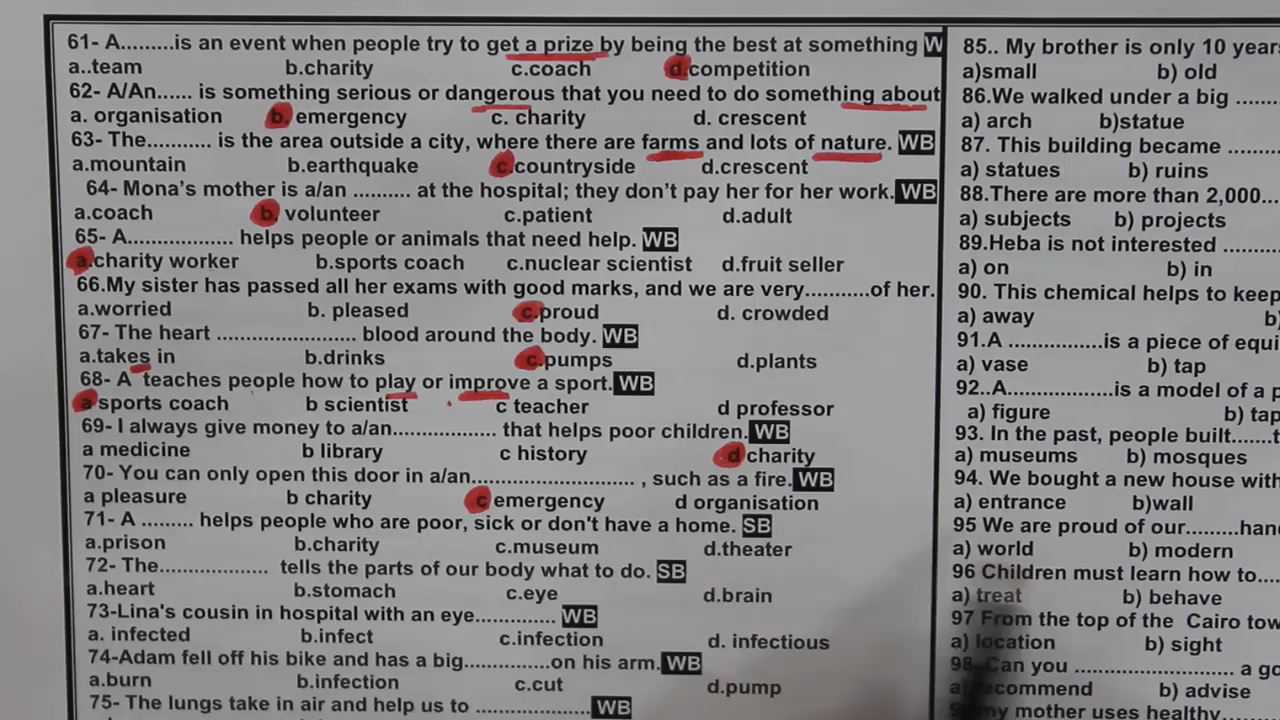 61- A.........is an event when people try to get a prize by being the best at something W
a..team b.charity c.coach d.competition
62- A/An...... is something serious or dangerous that you need to do something about
a. organisation b. emergency c. charity d. crescent
63- The........... is the area outside a city, where there are farms and lots of nature. WB
a.mountain b.earthquake c.countryside d.crescent
64- Mona's mother is a/an ......... at the hospital; they don't pay her for her work. WB
a.coach b. volunteer c.patient d.adult
65- A.................. helps people or animals that need help. WB
a.charity worker b.sports coach c.nuclear scientist d.fruit seller
66.My sister has passed all her exams with good marks, and we are very...........of her.
a.worried b. pleased c.proud d. crowded
67- The heart .......................... blood around the body. WB
a.takes in b.drinks c.pumps d.plants
68- A teaches people how to play or improve a sport. WB
a sports coach b scientist c teacher d professor
69- I always give money to a/an.................. that helps poor children. WB
a medicine b library c history d charity
70- You can only open this door in a/an............................ , such as a fire. WB
a pleasure b charity c emergency d organisation
71- A ......... helps people who are poor, sick or don't have a home. SB
a.prison b.charity c.museum d.theater
72- The.................. tells the parts of our body what to do. SB
a.heart b.stomach c.eye d.brain
73-Lina's cousin in hospital with an eye.............. WB
a. infected b.infect c.infection d. infectious
74-Adam fell off his bike and has a big...............on his arm. WB
a.burn b.infection c.cut d.pump
75- The lungs take in air and help us to .................... WB
85.. My brother is only 10 year
a)small b) old
86.We walked under a big .......
a) arch b)statue
87. This building became ........
a) statues b) ruins
88.There are more than 2,000...
a) subjects b) projects
89.Heba is not interested ........
a) on b) in
90. This chemical helps to keep
a) away b)
91.A ...............is a piece of equi
a) vase b) tap
92..A.....................is a model of a p
a) figure b) tap
93. In the past, people built.......t
a) museums b) mosques
94. We bought a new house with
a) entrance b)wall
95 We are proud of our.........han
a) world b) modern
96 Children must learn how to....
a) treat b) behave
97 From the top of the Cairo tow
a) location b) sight
98. Can you ......................... a go
a) recommend b) advise
my mother uses healthy......